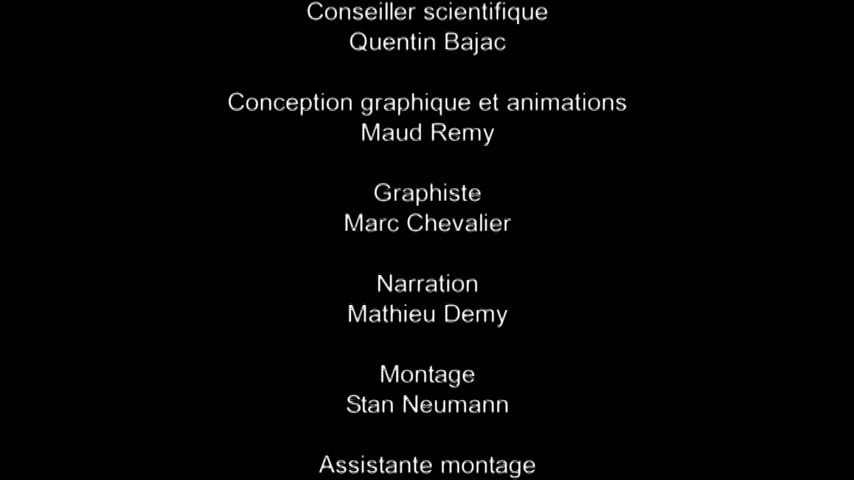 Conseiller scientifique
Quentin Bajac
Conception graphique et animations
Maud Remy
Graphiste
Marc Chevalier
Narration
Mathieu Demy
Montage
Stan Neumann
Assistante montage